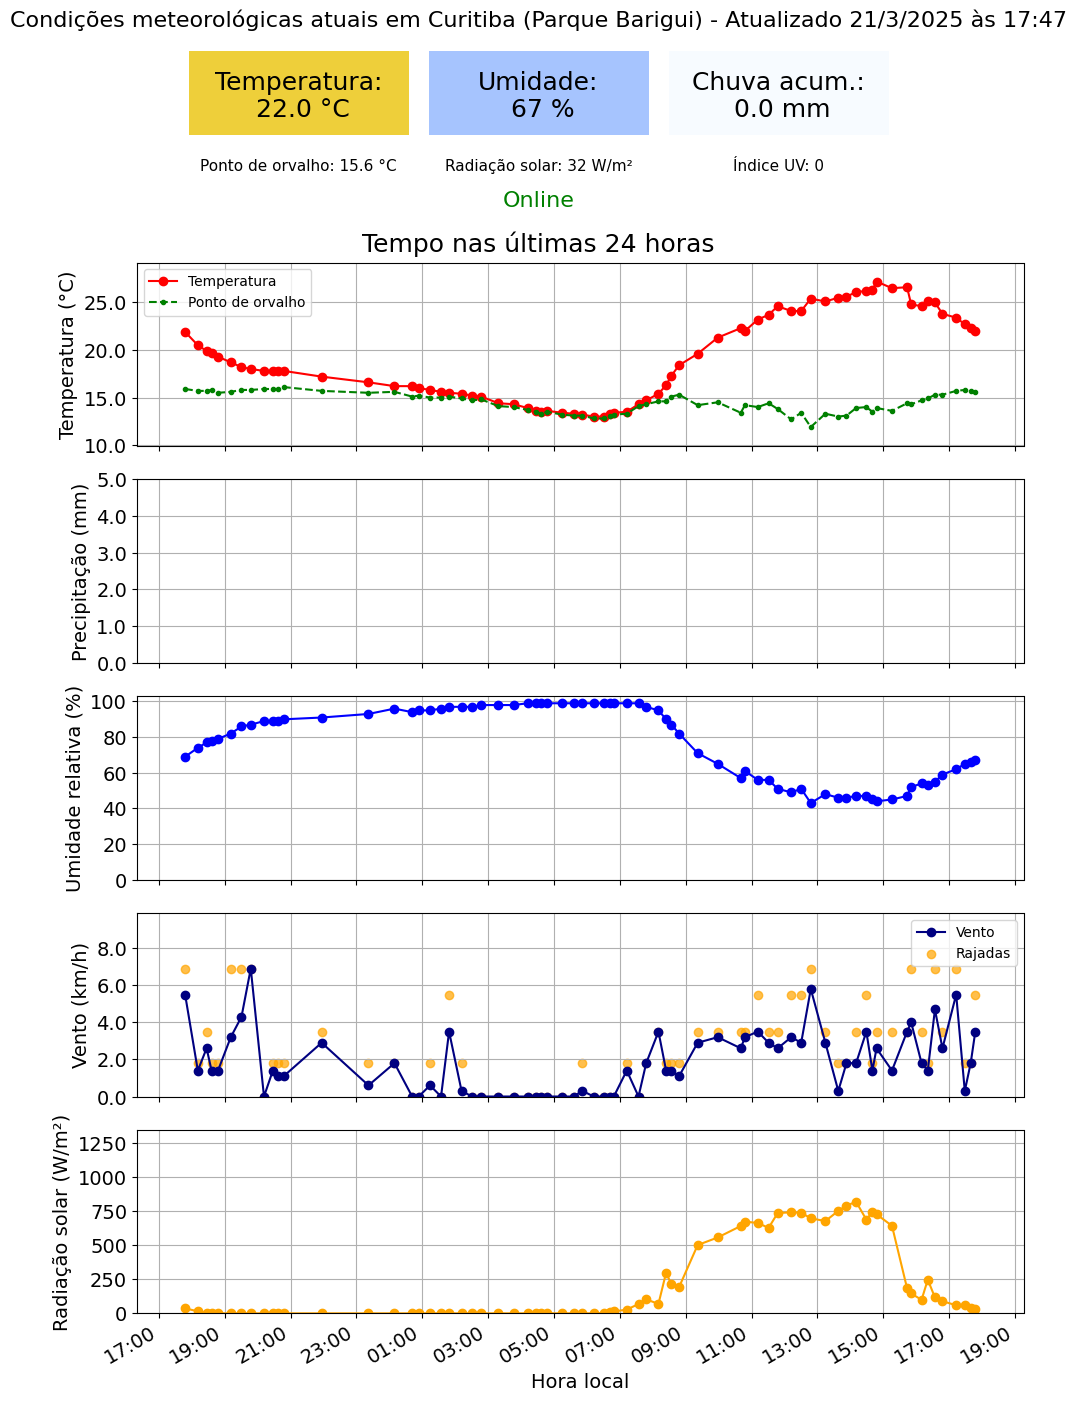 Condições meteorológicas atuais em Curitiba (Parque Barigui) - Atualizado 21/3/2025 às 17:47
Temperatura:
22.0 °C
Umidade:
67 %
Chuva acum.:
0.0 mm
Ponto de orvalho: 15.6 °C
Radiação solar: 32 W/m²
Índice UV: 0
Online
Tempo nas últimas 24 horas
Temperatura (°C)
25.0
20.0
15.0
10.0
Temperatura
Ponto de orvalho
Precipitação (mm)
5.0
4.0
3.0
2.0
1.0
0.0
Umidade relativa (%)
100
80
60
40
20
0
Vento (km/h)
8.0
6.0
4.0
2.0
0.0
Vento
Rajadas
Radiação solar (W/m²)
1250
1000
750
500
250
0
17:00
19:00
21:00
23:00
01:00
03:00
05:00
07:00
09:00
11:00
13:00
15:00
17:00
19:00
Hora local